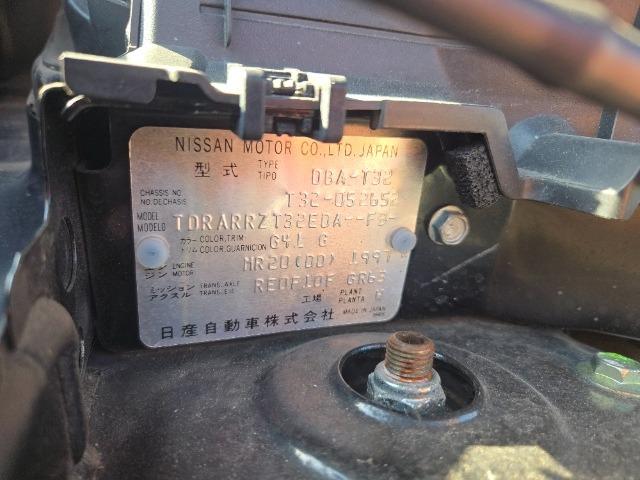 NISSAN MOTOR CO.,LTD.JAPAN
型式 TYPE TIPO DBA-T32
CHASSIS NO NO.DECHASIS T32-052652
MODEL MODELO TDRARRZT32EDA--FB-
カラー COLOR,TRIM トリム COLOR,GUARNICION G41 G
エンジン ENGINE MOTOR MR20(DD) 1997
ミッション アクスル TRANS.AXLE TRANS.EJE RE0F10F GR63
工場 PLANT PLANTA
日産自動車株式会社 MADE IN JAPAN